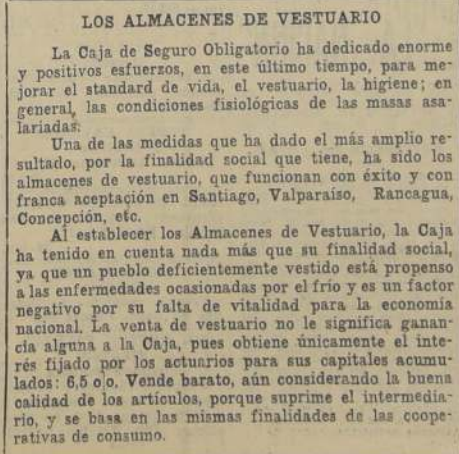 LOS ALMACENES DE VESTUARIO
La Caja de Seguro Obligatorio ha dedicado enorme
y positivos esfuerzos, en este último tiempo, para me-
jorar el standard de vida, el vestuario, la higiene; en
general, las condiciones fisiológicas de las masas asa-
lariadas.
Una de las medidas que ha dado el más amplio re-
sultado, por la finalidad social que tiene, ha sido los
almacenes de vestuario, que funcionan con éxito y con
franca aceptación en Santiago, Valparaíso, Rancagua,
Concepción, etc.
Al establecer los Almacenes de Vestuario, la Caja
ha tenido en cuenta nada más que su finalidad social,
ya que un pueblo deficientemente vestido está propenso
a las enfermedades ocasionadas por el frío y es un factor
negativo por su falta de vitalidad para la economía
nacional. La venta de vestuario no le significa ganan-
cia alguna a la Caja, pues obtiene únicamente el inte-
rés fijado por los actuarios para sus capitales acumu-
lados: 6,5 o|o. Vende barato, aún considerando la buena
calidad de los artículos, porque suprime el intermedia-
rio, y se basa en las mismas finalidades de las coope-
rativas de consumo.